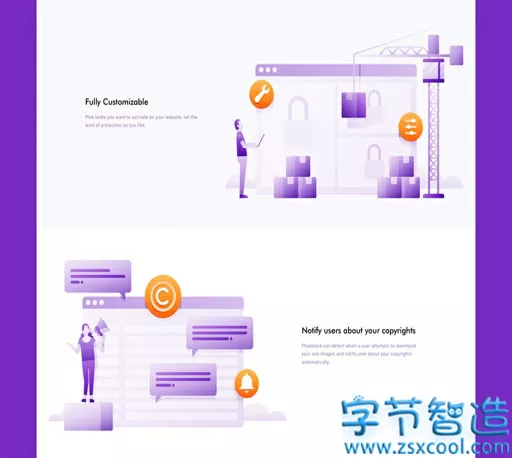 Fully Customizable
Pick locks you want to activate on your website, set the
level of protection as you like.
Notify users about your copyrights
can detect when a user attempts to download
your site images and notify user about your copyrights
automatically.
字节智造
www.zsxcool.com